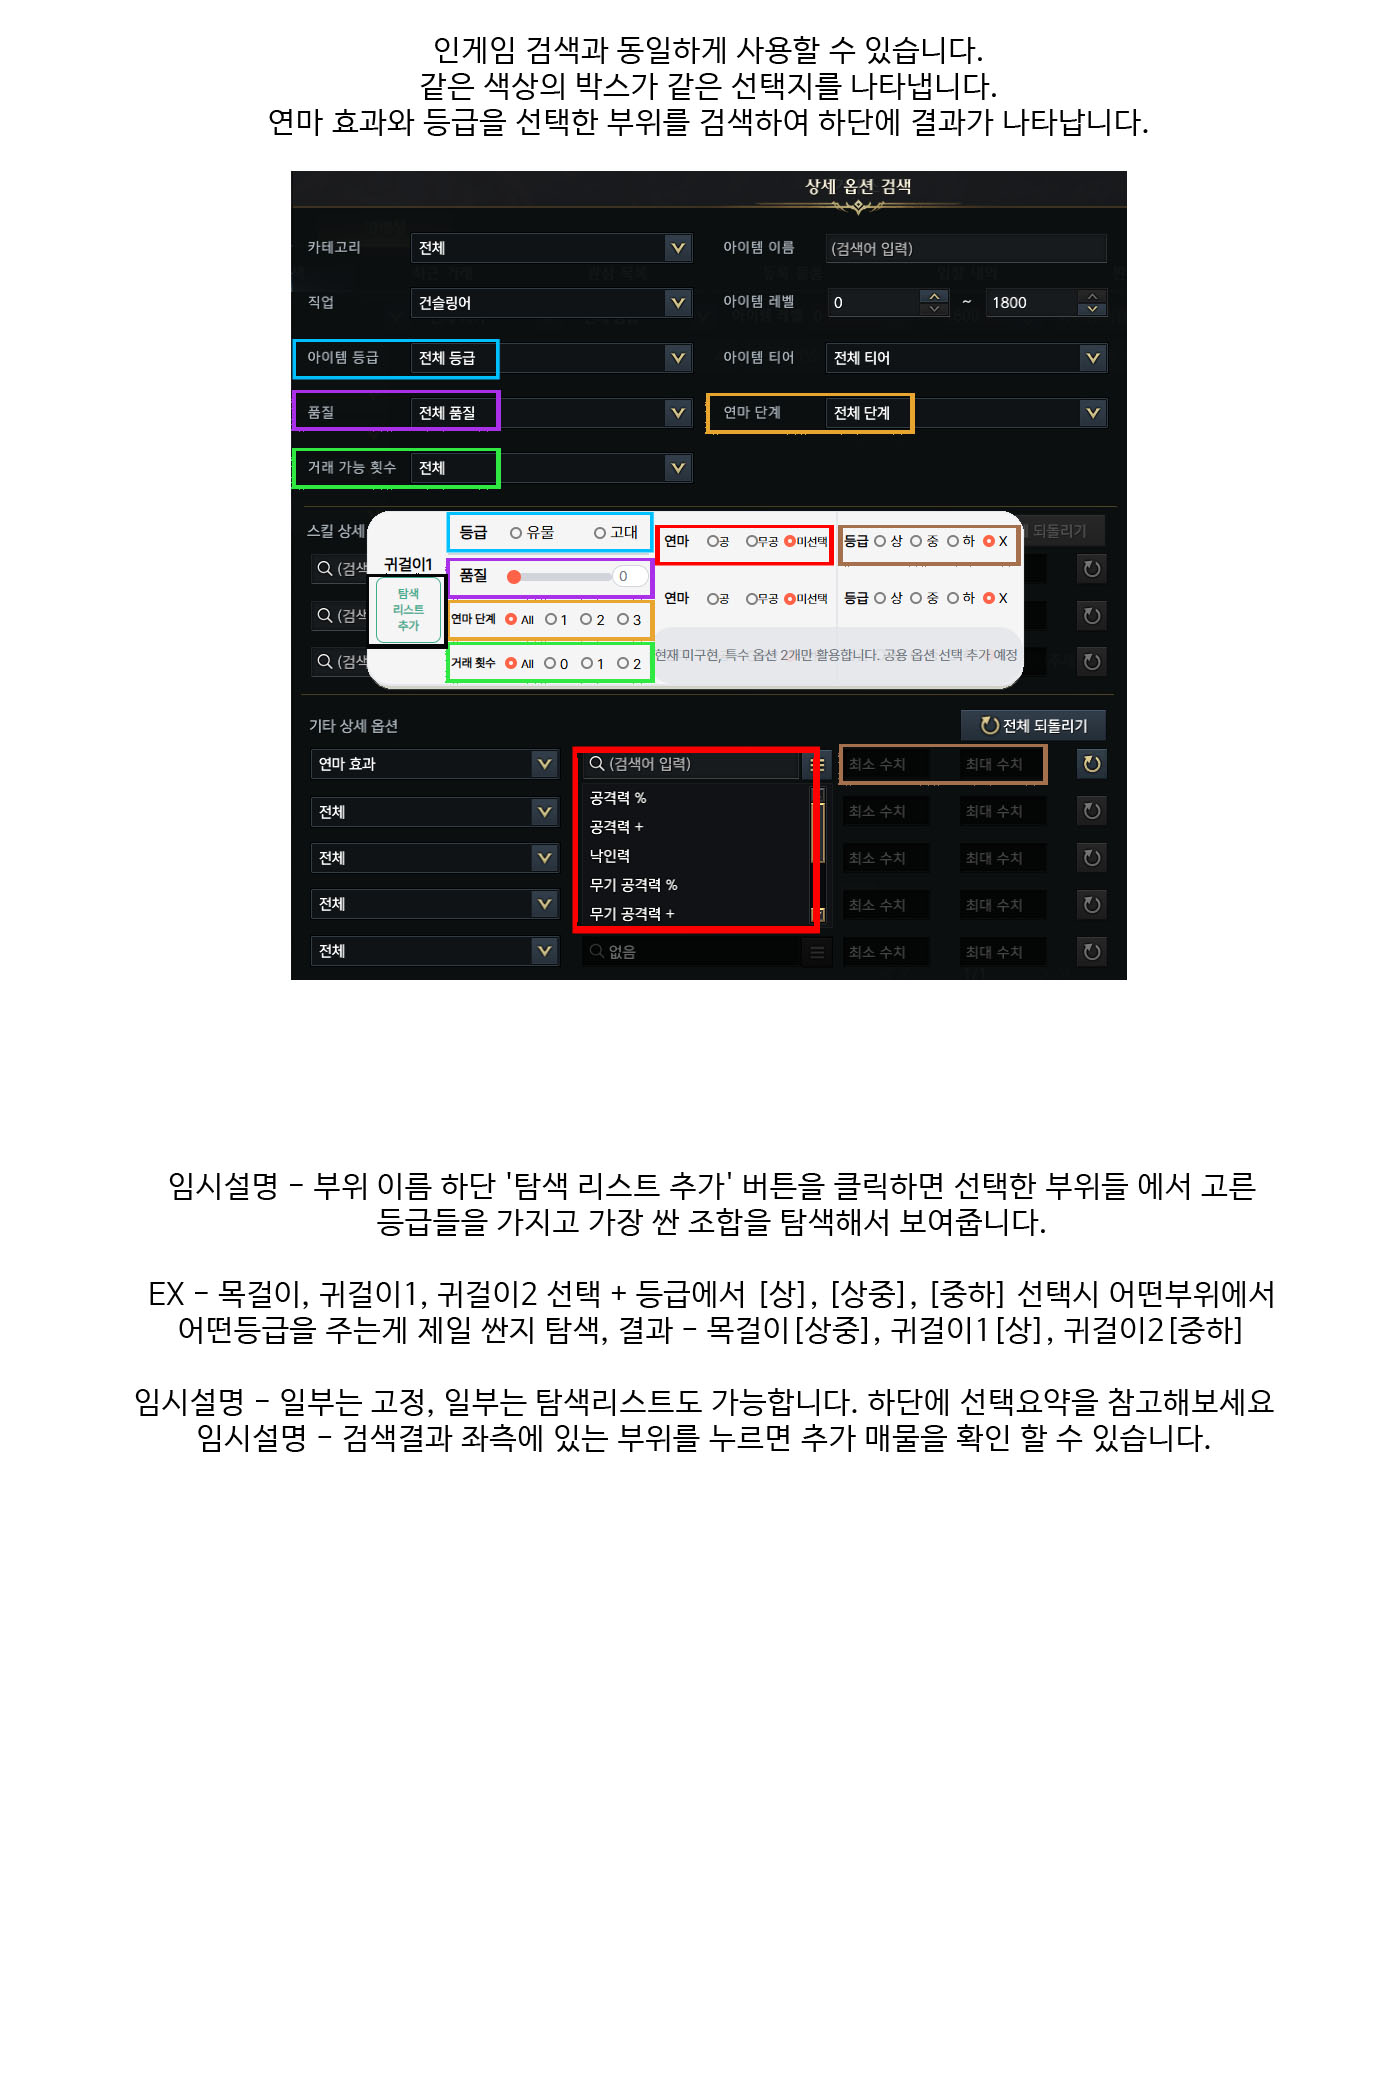 인게임 검색과 동일하게 사용할 수 있습니다.
같은 색상의 박스가 같은 선택지를 나타냅니다.
연마 효과와 등급을 선택한 부위를 검색하여 하단에 결과가 나타납니다.
상세 옵션 검색
카테고리 전체 아이템 이름 (검색어 입력)
직업 건슬링어 아이템 레벨 0 ~ 1800
아이템 등급 전체 등급 아이템 티어 전체 티어
품질 전체 품질 연마 단계 전체 단계
거래 가능 횟수 전체
스킬 상세 되돌리기
귀걸이1
탐색
리스트
추가
등급 유물 고대
품질 0
연마 단계 All 1 2 3
거래 횟수 All 0 1 2
연마 공 무공 미선택 등급 상 중 하 X
연마 공 무공 미선택 등급 상 중 하 X
현재 미구현, 특수 옵션 2개만 활용합니다. 공용 옵션 선택 추가 예정
(검색
(검색
(검색
기타 상세 옵션 전체 되돌리기
연마 효과 (검색어 입력) 최소 수치 최대 수치
공격력 %
전체 최소 수치 최대 수치
공격력 +
낙인력
전체 최소 수치 최대 수치
무기 공격력 %
전체 최소 수치 최대 수치
무기 공격력 +
전체 없음 최소 수치 최대 수치
임시설명 - 부위 이름 하단 '탐색 리스트 추가' 버튼을 클릭하면 선택한 부위들 에서 고른
등급들을 가지고 가장 싼 조합을 탐색해서 보여줍니다.
EX - 목걸이, 귀걸이1, 귀걸이2 선택 + 등급에서 [상], [상중], [중하] 선택시 어떤부위에서
어떤등급을 주는게 제일 싼지 탐색, 결과 - 목걸이[상중], 귀걸이1[상], 귀걸이2[중하]
임시설명 - 일부는 고정, 일부는 탐색리스트도 가능합니다. 하단에 선택요약을 참고해보세요
임시설명 - 검색결과 좌측에 있는 부위를 누르면 추가 매물을 확인 할 수 있습니다.